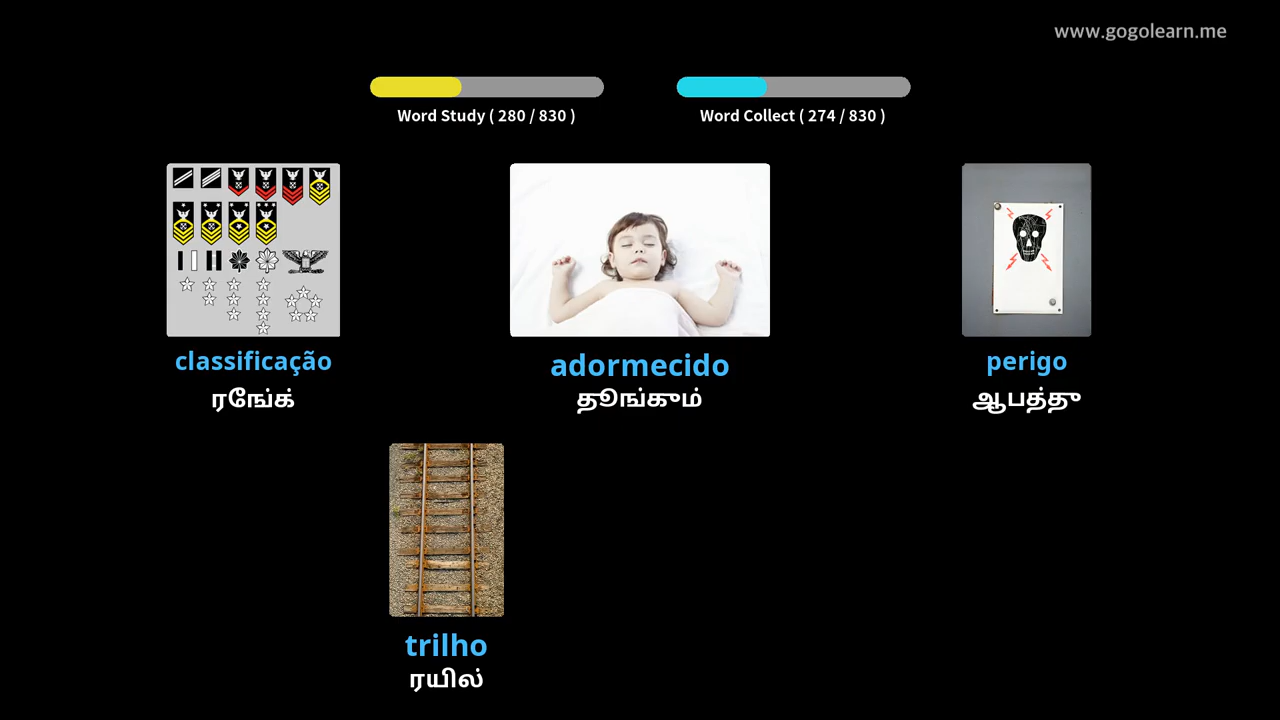 www.gogolearn.me
Word Study ( 280 / 830 )
Word Collect ( 274 / 830 )
classificação
ரேங்க்
adormecido
தூங்கும்
perigo
ஆபத்து
trilho
ரயில்